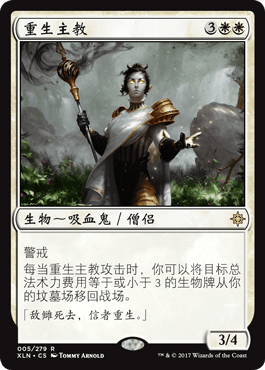 重生主教 3
生物~吸血鬼 / 僧侣
警戒
每当重生主教攻击时，你可以将目标总
法术力费用等于或小于 3 的生物牌从你
的坟墓场移回战场。
「敌雠死去，信者重生。」
3/4
005/279 R
XLN • CS TOMMY ARNOLD
™ & © 2017 Wizards of the Coast